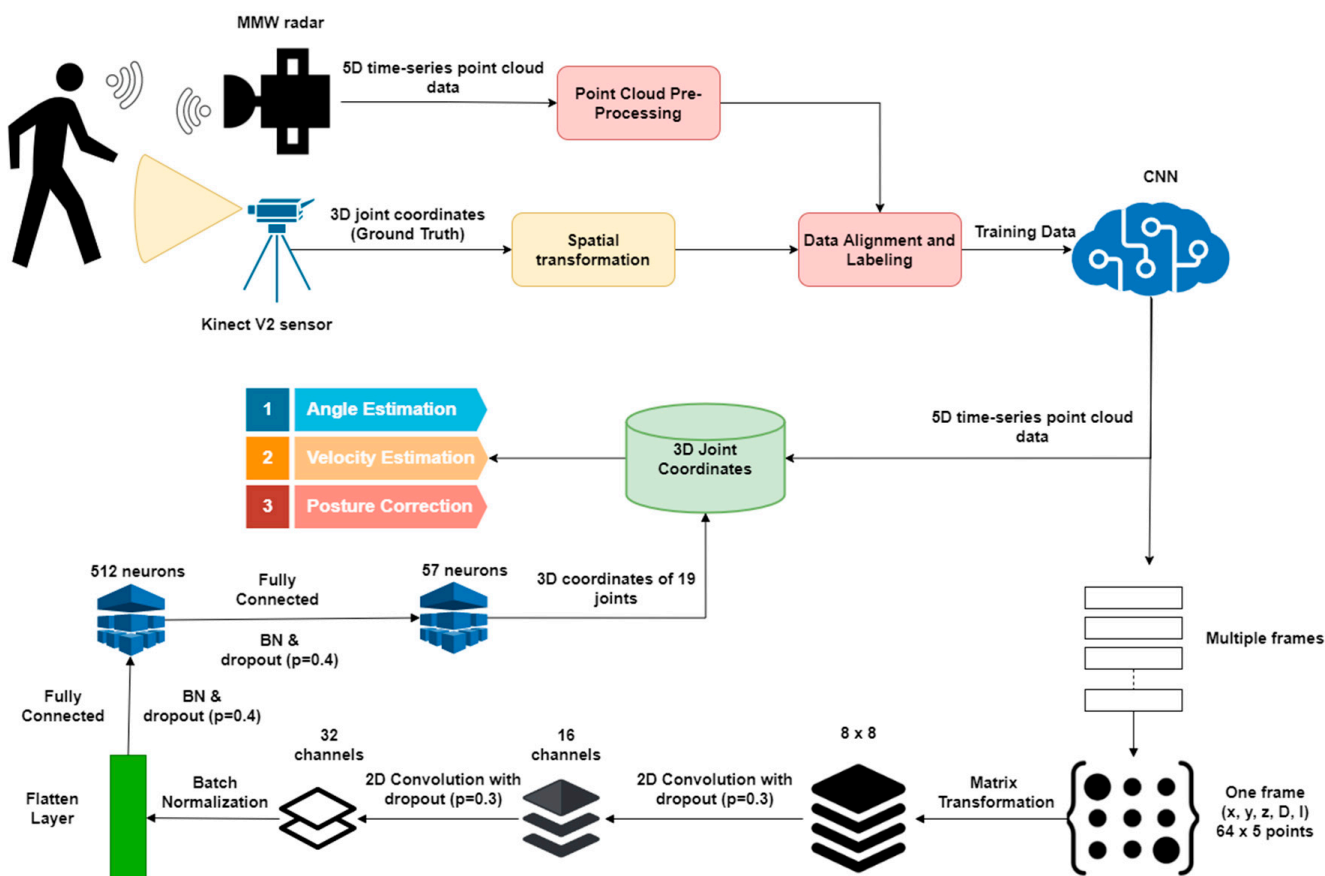 MMW radar
5D time-series point cloud
data
Point Cloud Pre-
Processing
CNN
3D joint coordinates
(Ground Truth)
Spatial
transformation
Data Alignment and
Labeling
Training Data
Kinect V2 sensor
1
Angle Estimation
2
Velocity Estimation
3
Posture Correction
3D Joint
Coordinates
5D time-series point cloud
data
512 neurons
Fully
Connected
BN &
dropout (p=0.4)
57 neurons
3D coordinates of 19
joints
Multiple frames
Fully
Connected
BN &
dropout (p=0.4)
Flatten
Layer
Batch
Normalization
32
channels
2D Convolution with
dropout (p=0.3)
16
channels
2D Convolution with
dropout (p=0.3)
8 x 8
Matrix
Transformation
One frame
(x, y, z, D, I)
64 x 5 points